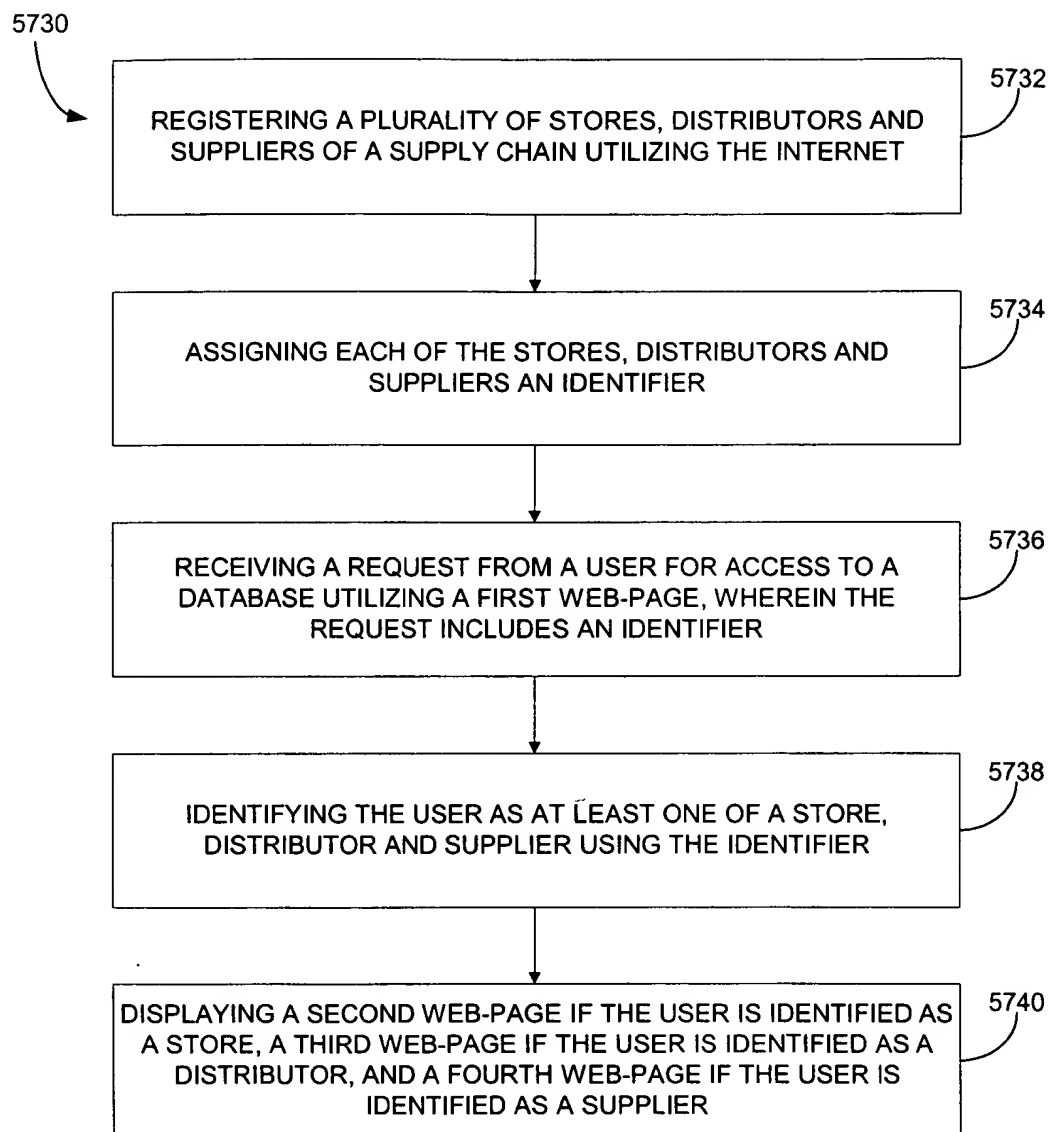 5730
5732
REGISTERING A PLURALITY OF STORES, DISTRIBUTORS AND
SUPPLIERS OF A SUPPLY CHAIN UTILIZING THE INTERNET
5734
ASSIGNING EACH OF THE STORES, DISTRIBUTORS AND
SUPPLIERS AN IDENTIFIER
5736
RECEIVING A REQUEST FROM A USER FOR ACCESS TO A
DATABASE UTILIZING A FIRST WEB-PAGE, WHEREIN THE
REQUEST INCLUDES AN IDENTIFIER
5738
IDENTIFYING THE USER AS AT LEAST ONE OF A STORE,
DISTRIBUTOR AND SUPPLIER USING THE IDENTIFIER
5740
DISPLAYING A SECOND WEB-PAGE IF THE USER IS IDENTIFIED AS
A STORE, A THIRD WEB-PAGE IF THE USER IS IDENTIFIED AS A
DISTRIBUTOR, AND A FOURTH WEB-PAGE IF THE USER IS
IDENTIFIED AS A SUPPLIER